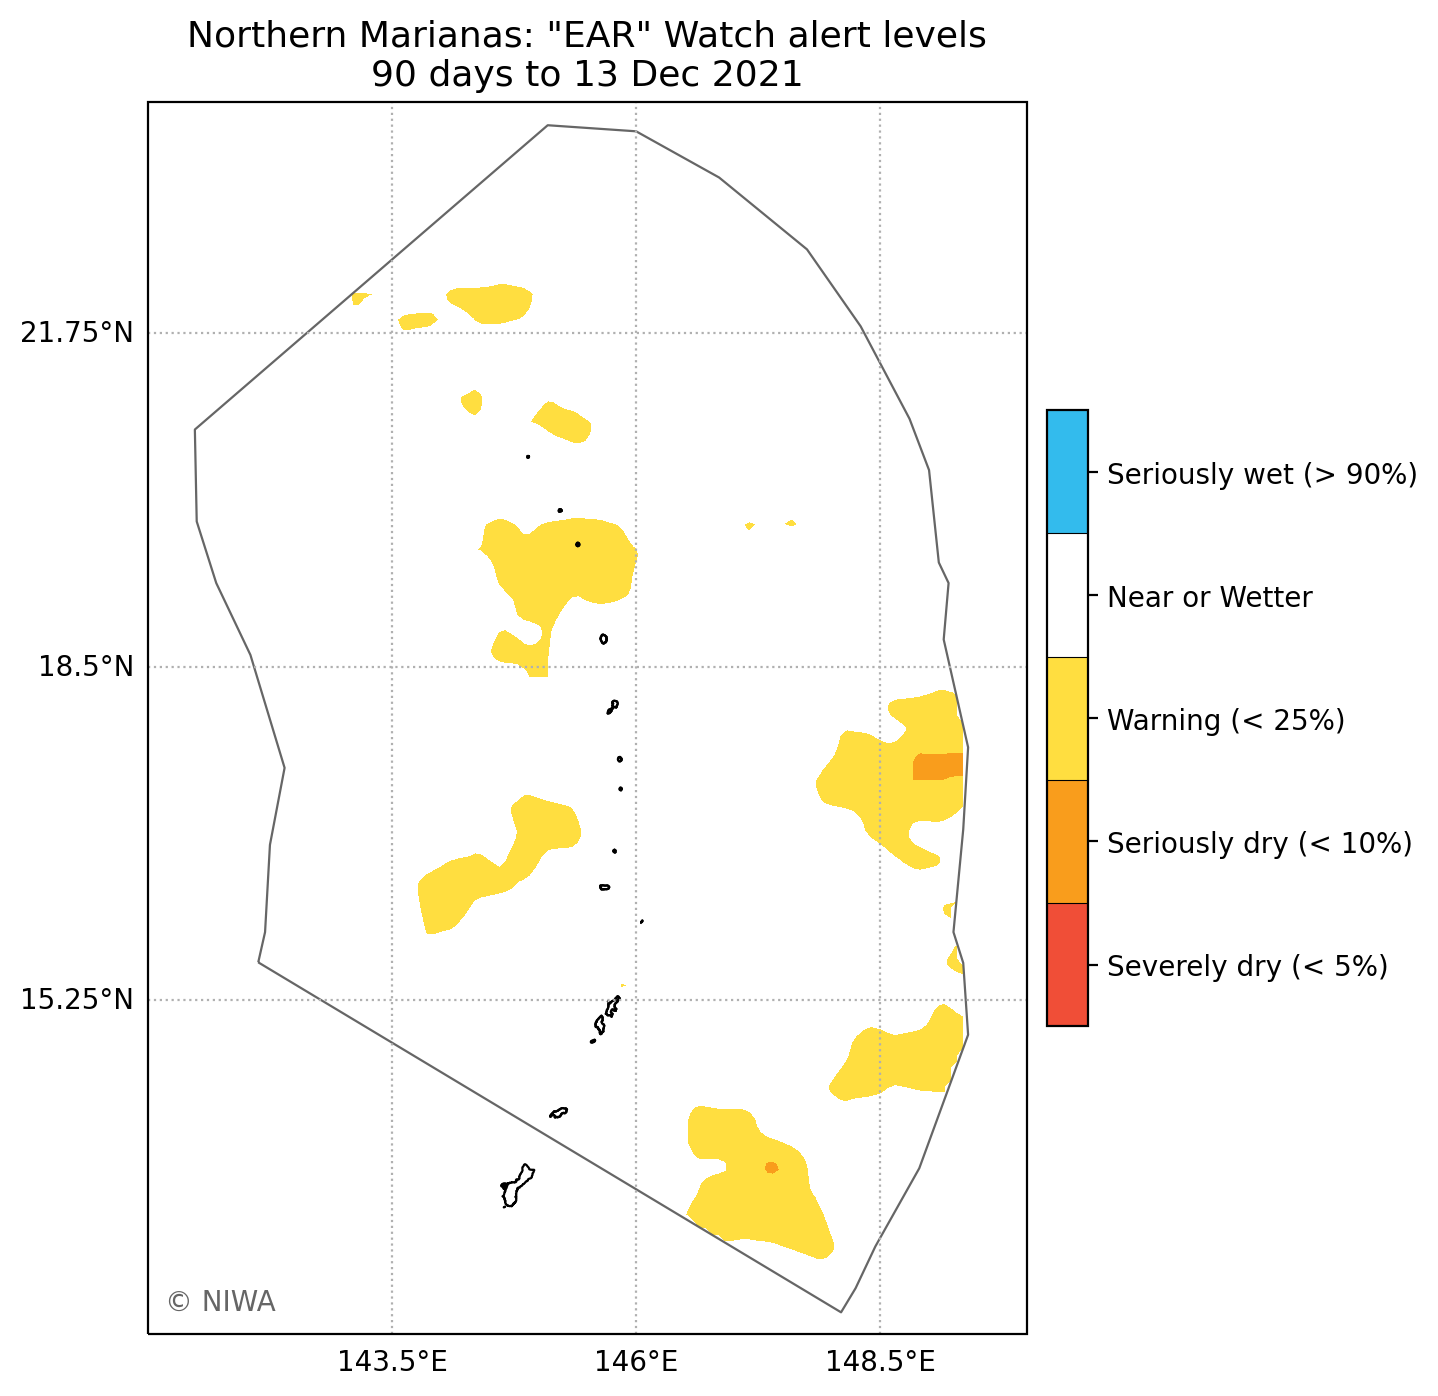 Northern Marianas: "EAR" Watch alert levels
90 days to 13 Dec 2021
21.75°N
18.5°N
15.25°N
143.5°E
146°E
148.5°E
Seriously wet (> 90%)
Near or Wetter
Warning (< 25%)
Seriously dry (< 10%)
Severely dry (< 5%)
© NIWA